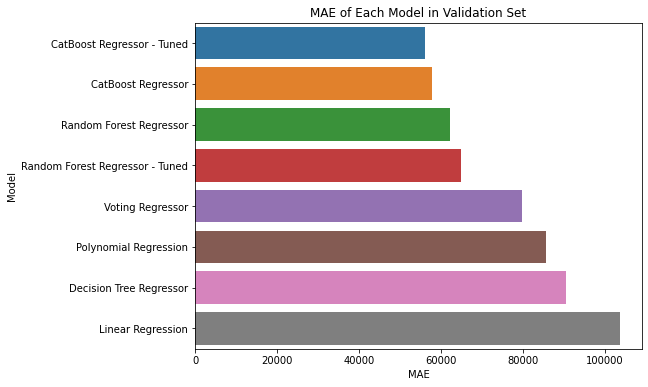 MAE of Each Model in Validation Set
CatBoost Regressor - Tuned
CatBoost Regressor
Random Forest Regressor
Random Forest Regressor - Tuned
Voting Regressor
Polynomial Regression
Decision Tree Regressor
Linear Regression
Model
0 20000 40000 60000 80000 100000
MAE